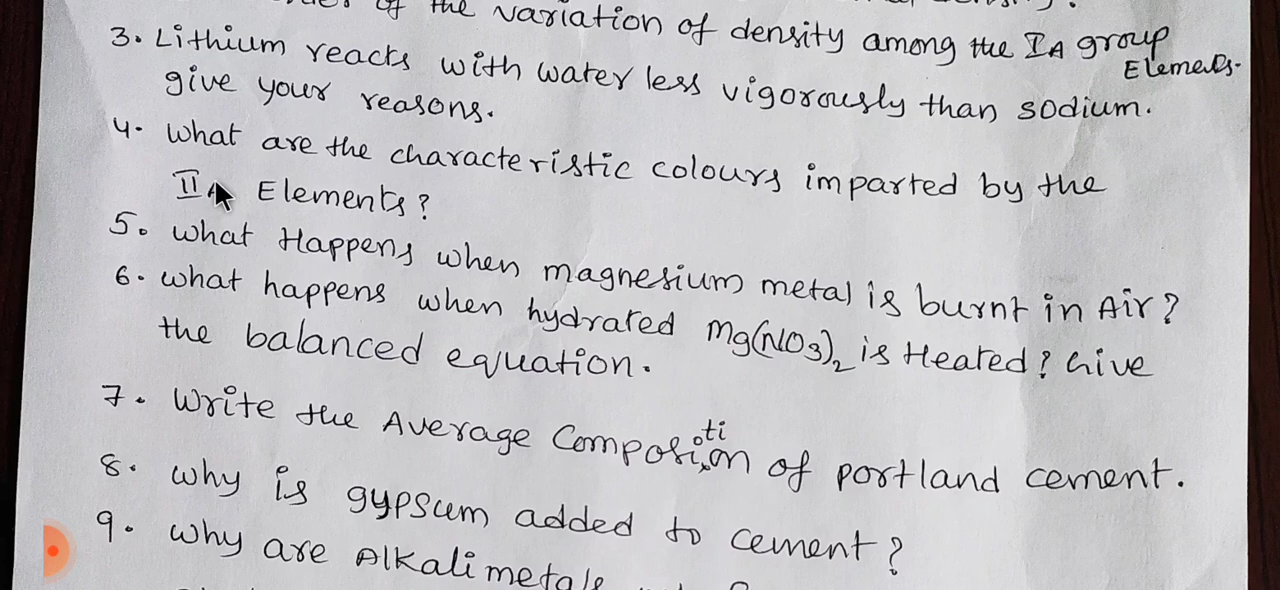 of the variation of density among the IA group
Elements.
3. Lithium reacts with water less vigorously than sodium.
give your reasons.
4. what are the characteristic colours imparted by the
IIA Elements?
5. what Happens when magnesium metal is burnt in Air?
6. what happens when hydrated Mg(NO3)2 is Heated? Give
the balanced equation.
7. Write the Average Composition of portland cement.
8. why is gypsum added to cement?
9. why are Alkali metals